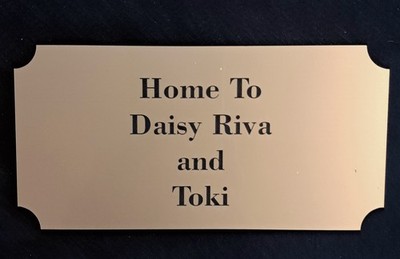 Home To
Daisy Riva
and
Toki